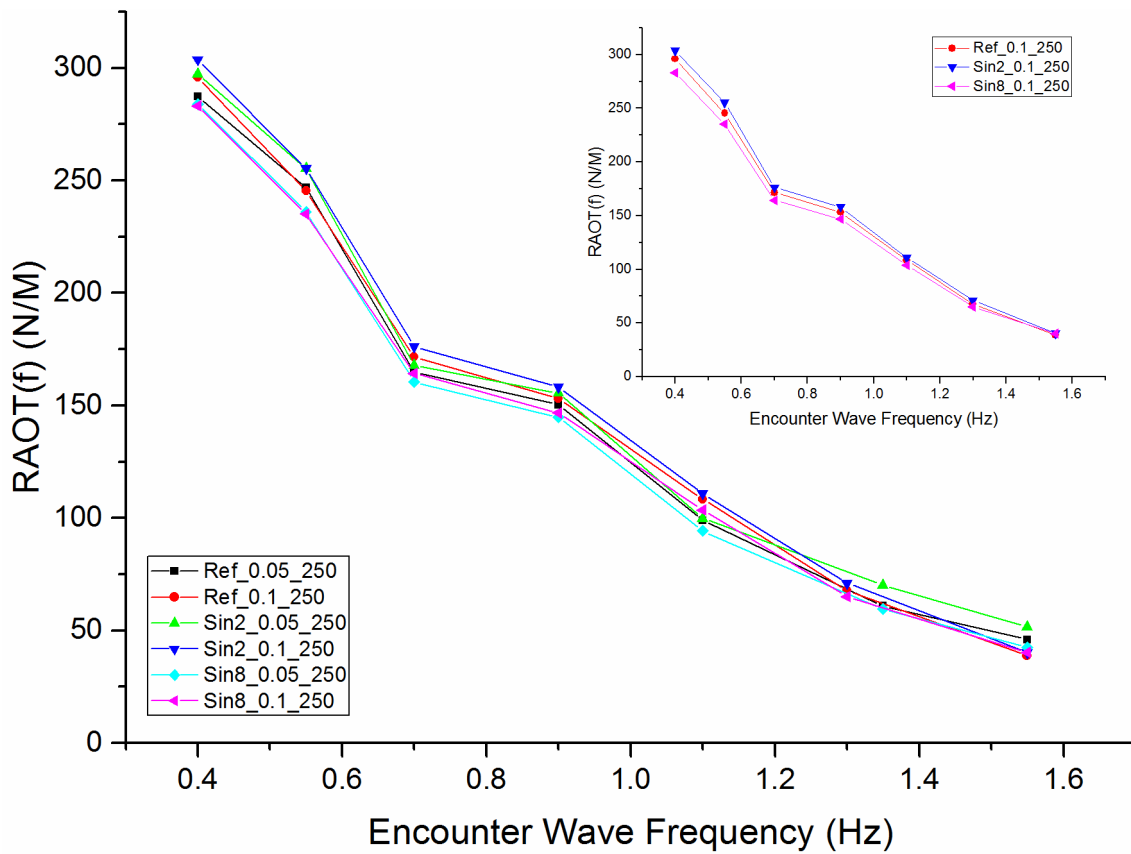 300
250
200
150
100
50
0
0.4
0.6
0.8
1.0
1.2
1.4
1.6
RAOT(f) (N/M)
Encounter Wave Frequency (Hz)
Ref_0.05_250
Ref_0.1_250
Sin2_0.05_250
Sin2_0.1_250
Sin8_0.05_250
Sin8_0.1_250
Ref_0.1_250
Sin2_0.1_250
Sin8_0.1_250
300
250
200
150
100
50
0
0.4
0.6
0.8
1.0
1.2
1.4
1.6
RAOT(f) (N/M)
Encounter Wave Frequency (Hz)